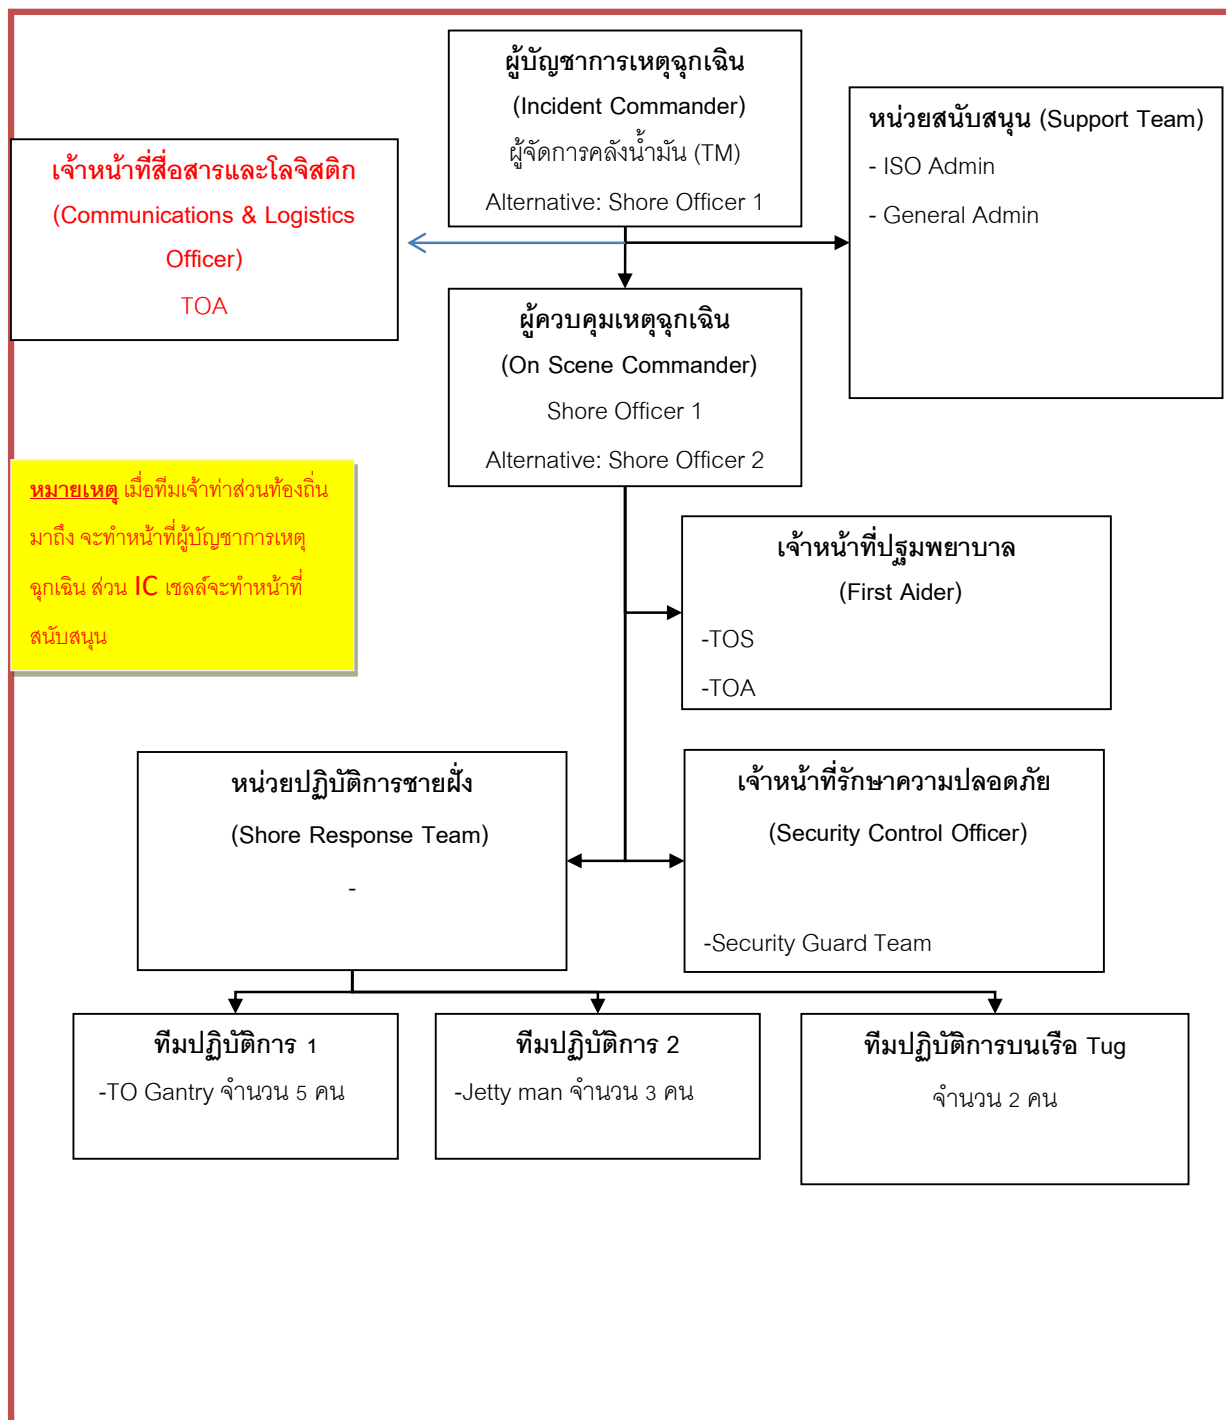 ผู้บัญชาการเหตุฉุกเฉิน
(Incident Commander)
ผู้จัดการคลังน้ำมัน (TM)
Alternative: Shore Officer 1
หน่วยสนับสนุน (Support Team)
- ISO Admin
- General Admin
เจ้าหน้าที่สื่อสารและโลจิสติก
(Communications & Logistics
Officer)
TOA
ผู้ควบคุมเหตุฉุกเฉิน
(On Scene Commander)
Shore Officer 1
Alternative: Shore Officer 2
หมายเหตุ เมื่อทีมเจ้าท่าส่วนท้องถิ่น
มาถึง จะทำหน้าที่ผู้บัญชาการเหตุ
ฉุกเฉิน ส่วน IC เชลล์จะทำหน้าที่
สนับสนุน
เจ้าหน้าที่ปฐมพยาบาล
(First Aider)
-TOS
-TOA
หน่วยปฏิบัติการชายฝั่ง
(Shore Response Team)
-
เจ้าหน้าที่รักษาความปลอดภัย
(Security Control Officer)
-Security Guard Team
ทีมปฏิบัติการ 1
-TO Gantry จำนวน 5 คน
ทีมปฏิบัติการ 2
-Jetty man จำนวน 3 คน
ทีมปฏิบัติการบนเรือ Tug
จำนวน 2 คน